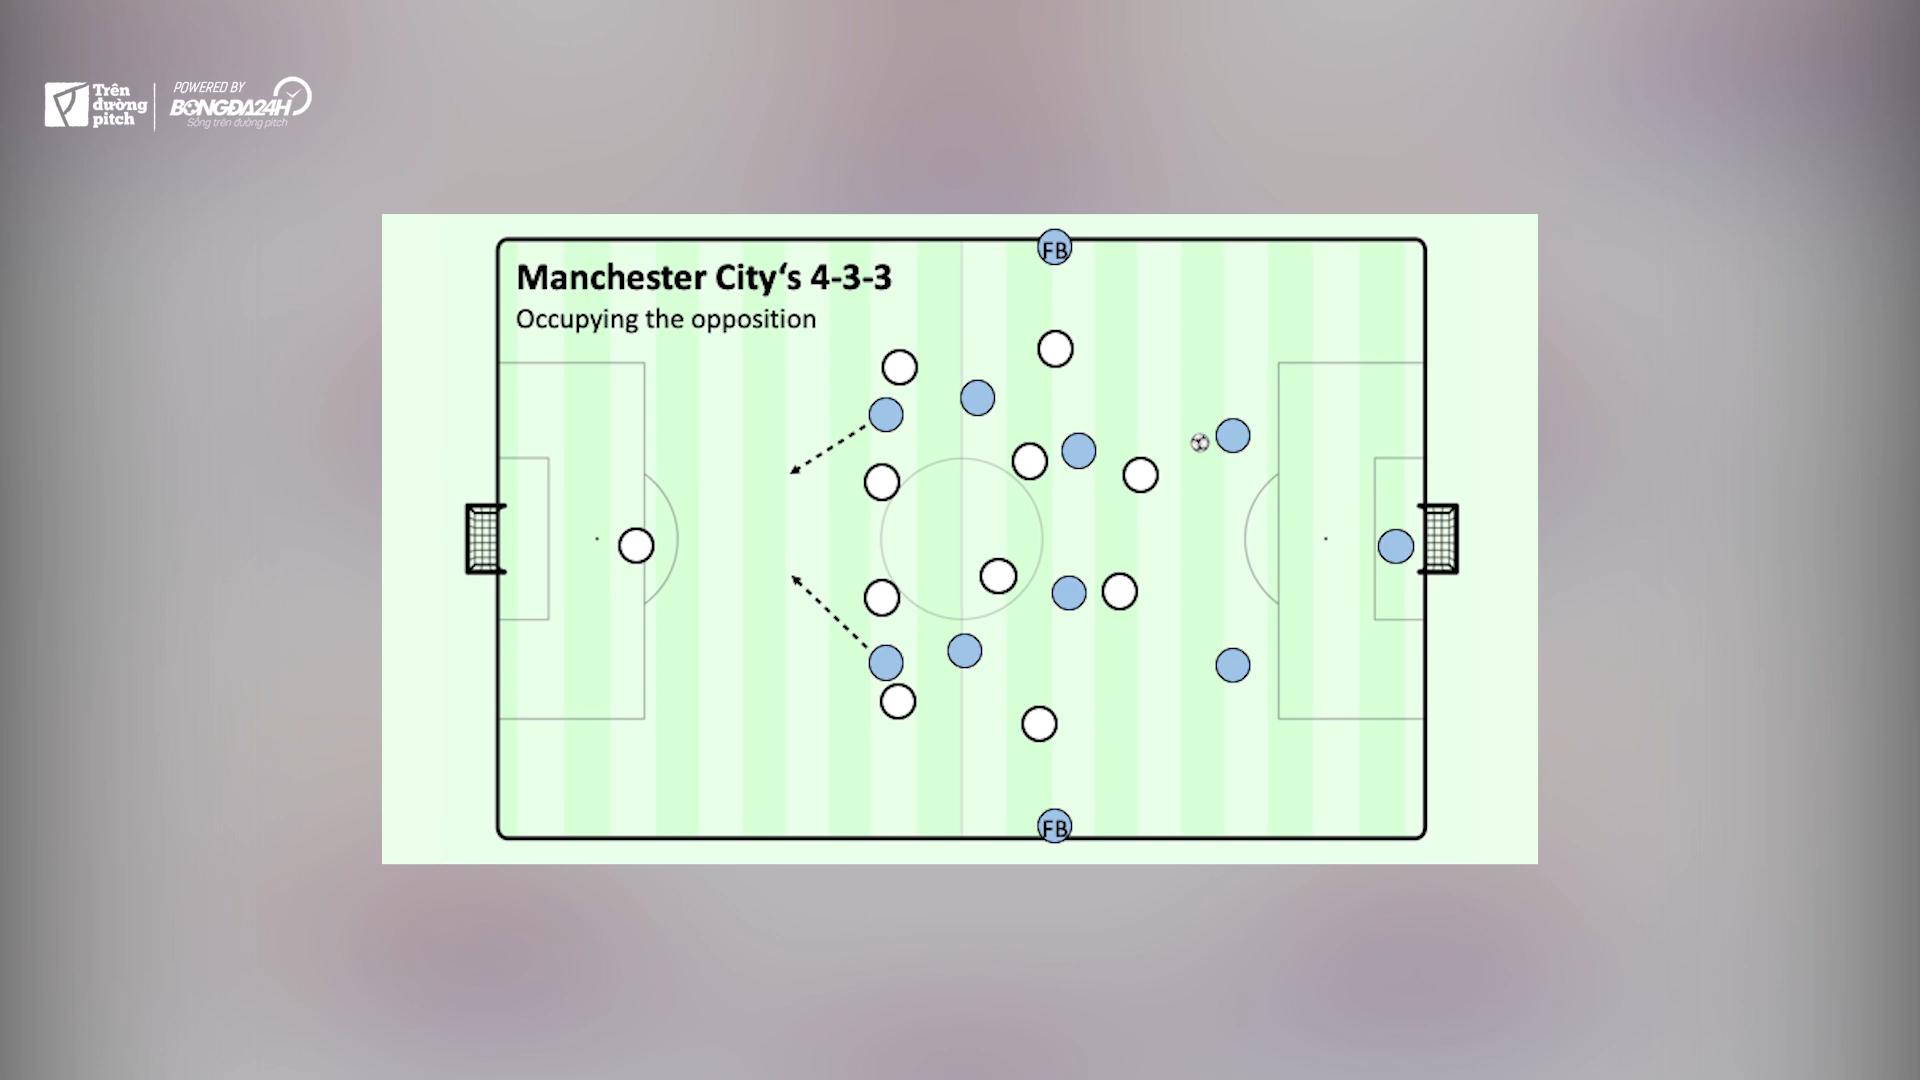 Trên
đường
pitch
POWERED BY
BONGĐA24H
Sống trên đường pitch
FB
Manchester City‘s 4-3-3
Occupying the opposition
FB